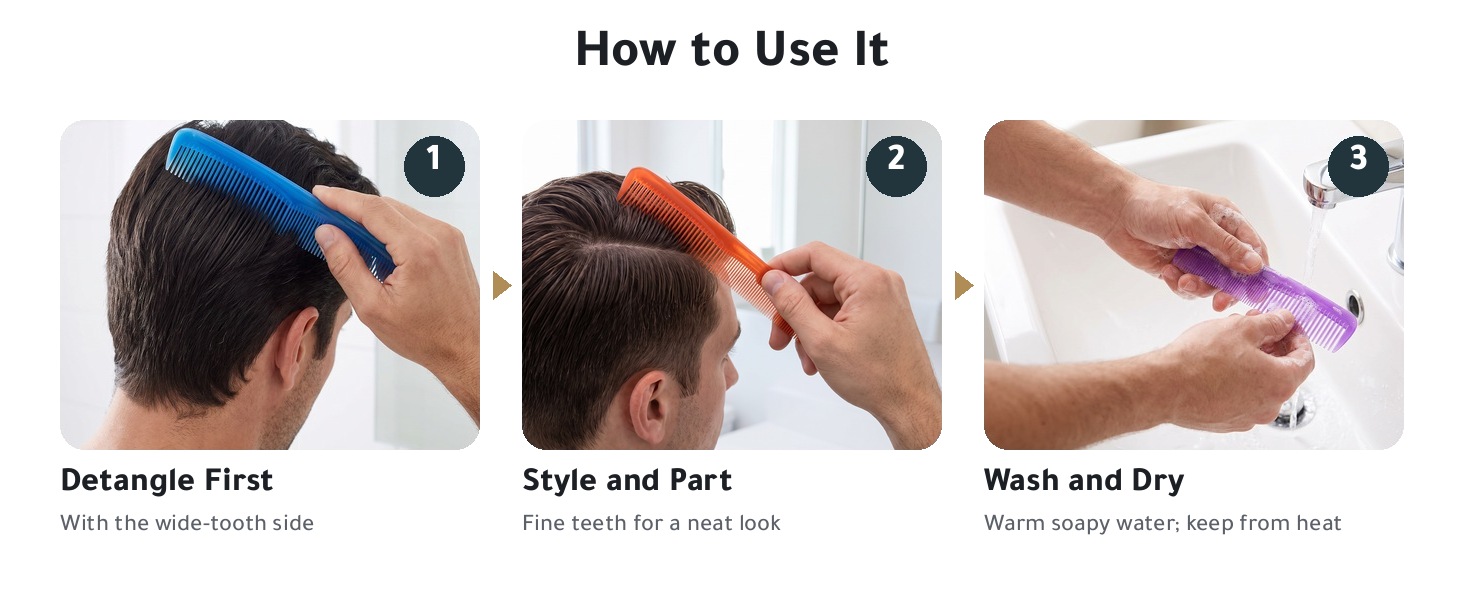 How to Use It
1
2
3
Detangle First
With the wide-tooth side
Style and Part
Fine teeth for a neat look
Wash and Dry
Warm soapy water; keep from heat